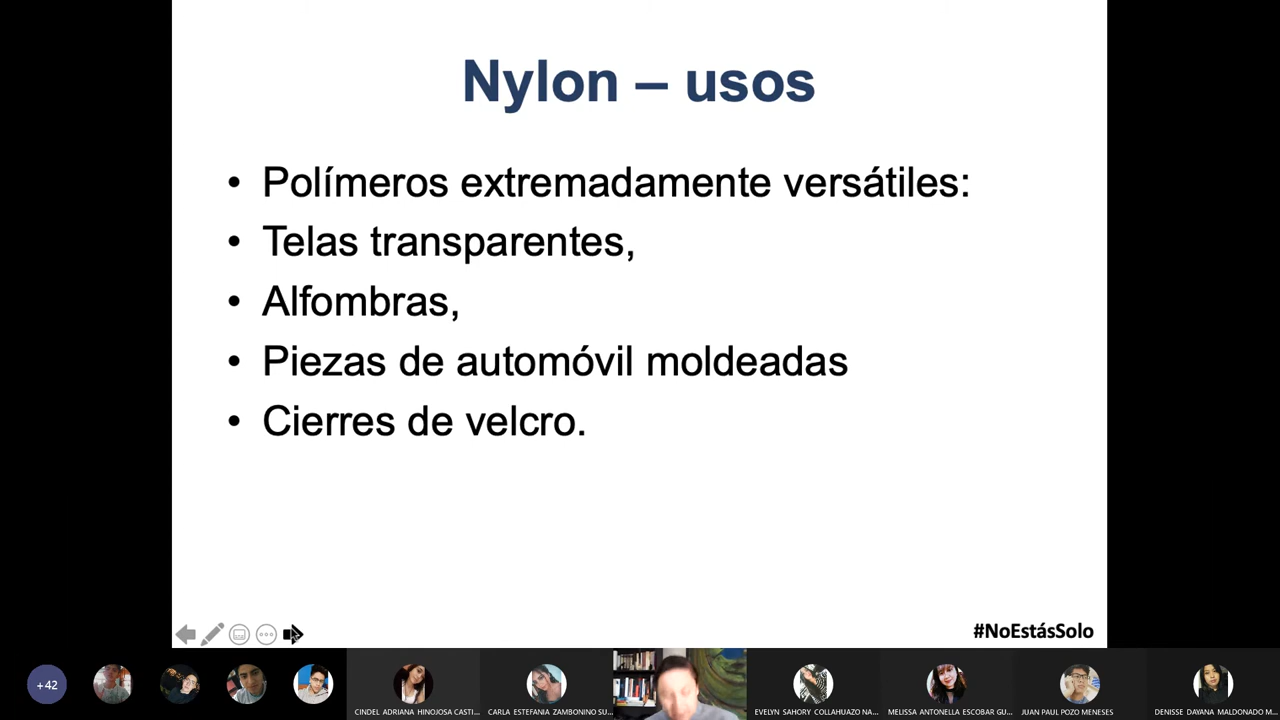 Nylon – usos
• Polímeros extremadamente versátiles:
• Telas transparentes,
• Alfombras,
• Piezas de automóvil moldeadas
• Cierres de velcro.
#NoEstásSolo
+42
CINDEL ADRIANA HINOJOSA CASTI...
CARLA ESTEFANIA ZAMBONINO SU...
EVELYN SAHORY COLLAHUAZO NA...
MELISSA ANTONELLA ESCOBAR GU...
JUAN PAUL POZO MENESES
DENISSE DAYANA MALDONADO M...